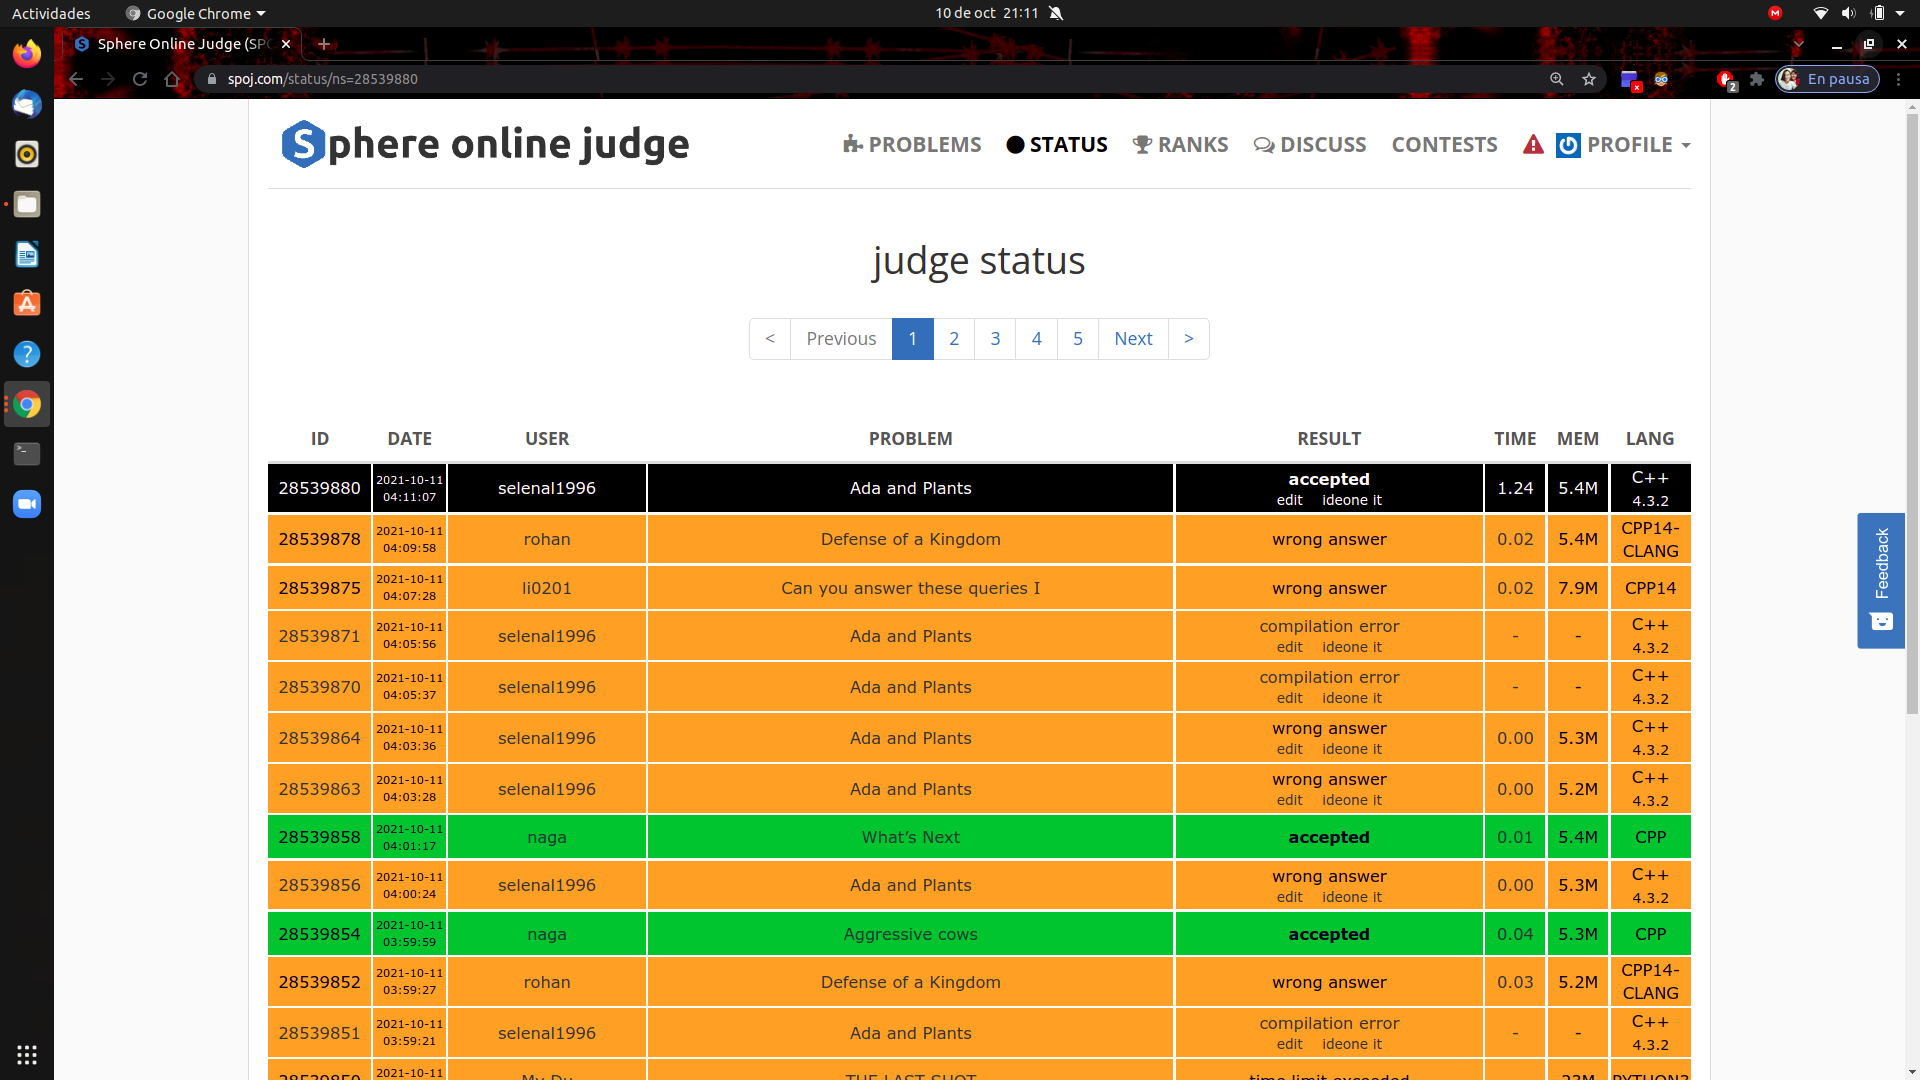 Actividades Google Chrome 10 de oct 21:11
Sphere Online Judge (SPO
spoj.com/status/ns=28539880 2 En pausa
Sphere online judge PROBLEMS STATUS RANKS DISCUSS CONTESTS PROFILE
judge status
< Previous 1 2 3 4 5 Next >
ID DATE USER PROBLEM RESULT TIME MEM LANG
28539880 2021-10-11 04:11:07 selenal1996 Ada and Plants accepted edit ideone it 1.24 5.4M C++ 4.3.2
28539878 2021-10-11 04:09:58 rohan Defense of a Kingdom wrong answer 0.02 5.4M CPP14-CLANG
28539875 2021-10-11 04:07:28 li0201 Can you answer these queries I wrong answer 0.02 7.9M CPP14
28539871 2021-10-11 04:05:56 selenal1996 Ada and Plants compilation error edit ideone it - - C++ 4.3.2
28539870 2021-10-11 04:05:37 selenal1996 Ada and Plants compilation error edit ideone it - - C++ 4.3.2
28539864 2021-10-11 04:03:36 selenal1996 Ada and Plants wrong answer edit ideone it 0.00 5.3M C++ 4.3.2
28539863 2021-10-11 04:03:28 selenal1996 Ada and Plants wrong answer edit ideone it 0.00 5.2M C++ 4.3.2
28539858 2021-10-11 04:01:17 naga What's Next accepted 0.01 5.4M CPP
28539856 2021-10-11 04:00:24 selenal1996 Ada and Plants wrong answer edit ideone it 0.00 5.3M C++ 4.3.2
28539854 2021-10-11 03:59:59 naga Aggressive cows accepted 0.04 5.3M CPP
28539852 2021-10-11 03:59:27 rohan Defense of a Kingdom wrong answer 0.03 5.2M CPP14-CLANG
28539851 2021-10-11 03:59:21 selenal1996 Ada and Plants compilation error edit ideone it - - C++ 4.3.2
28539850 2021-10-11 My Du THE LAST SHOT time limit exceeded - 23M PYTHON3
Feedback